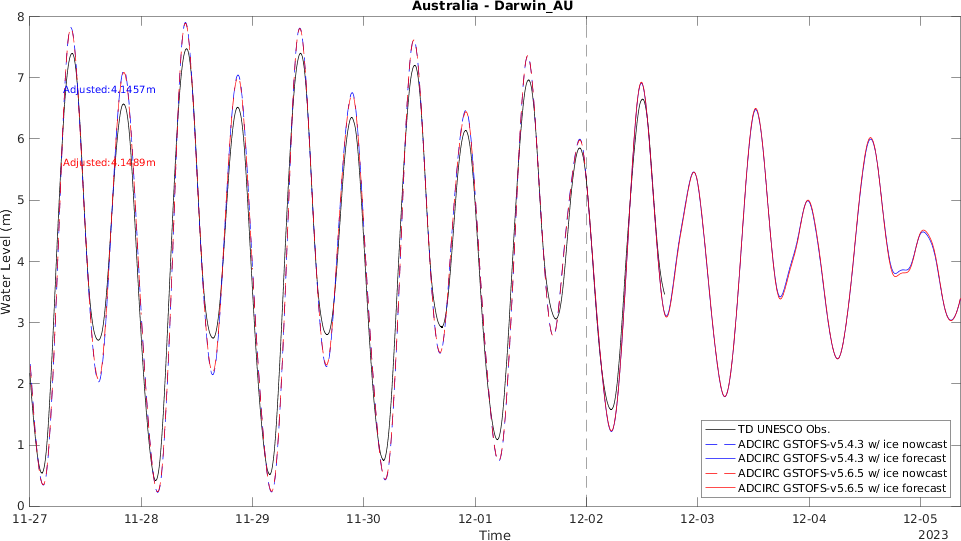 Australia - Darwin_AU
8
7
6
5
4
3
2
1
0
Water Level (m)
Adjusted:4.1457m
Adjusted:4.1489m
TD UNESCO Obs.
ADCIRC GSTOFS-v5.4.3 w/ ice nowcast
ADCIRC GSTOFS-v5.4.3 w/ ice forecast
ADCIRC GSTOFS-v5.6.5 w/ ice nowcast
ADCIRC GSTOFS-v5.6.5 w/ ice forecast
11-27 11-28 11-29 11-30 12-01 12-02 12-03 12-04 12-05
Time
2023